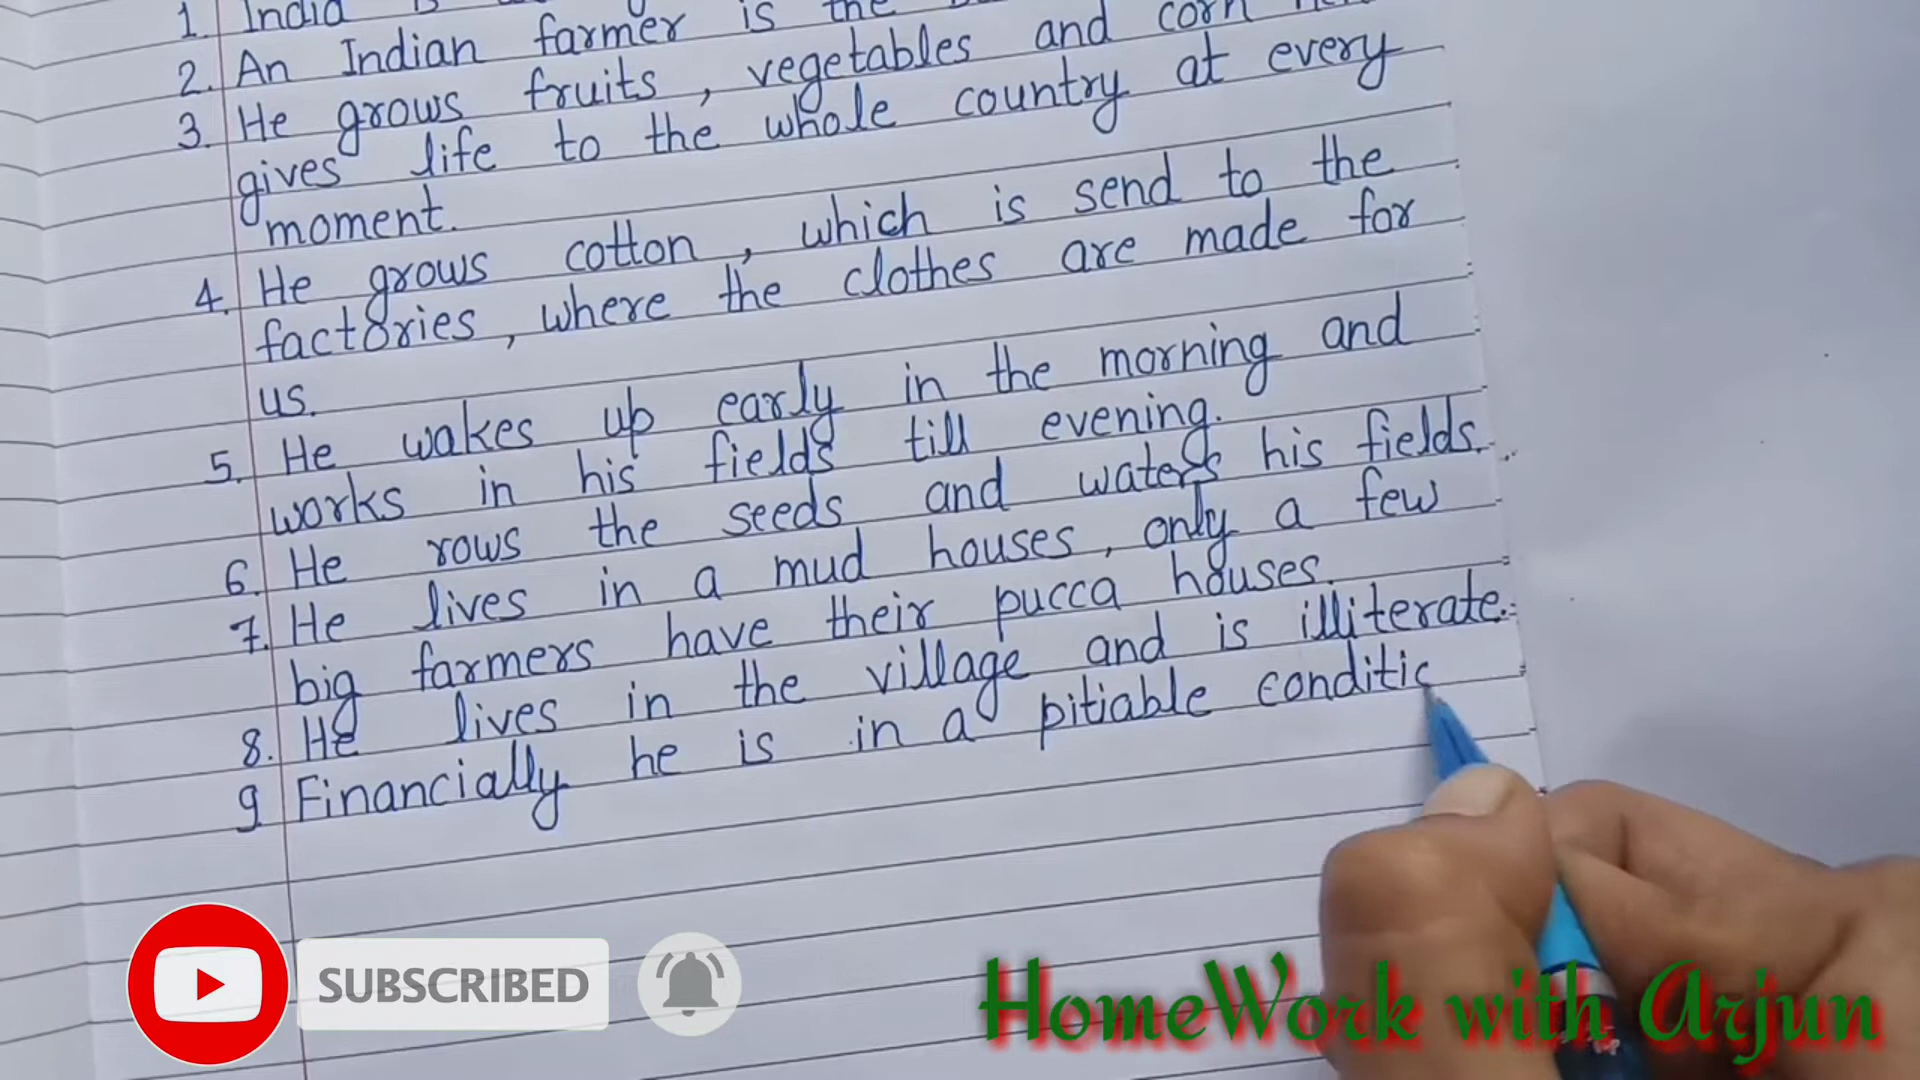 1. India is
2. An Indian farmer is the
3. He grows fruits, vegetables and corn
gives life to the whole country at every
moment.
4. He grows cotton, which is send to the
factories, where the clothes are made for
us.
5. He wakes up early in the morning and
works in his fields till evening.
6. He rows the seeds and waters his fields.
7. He lives in a mud houses, only a few
big farmers have their pucca houses.
8. He lives in the village and is illiterate.
9. Financially he is in a pitiable conditic
SUBSCRIBED
HomeWork with Arjun